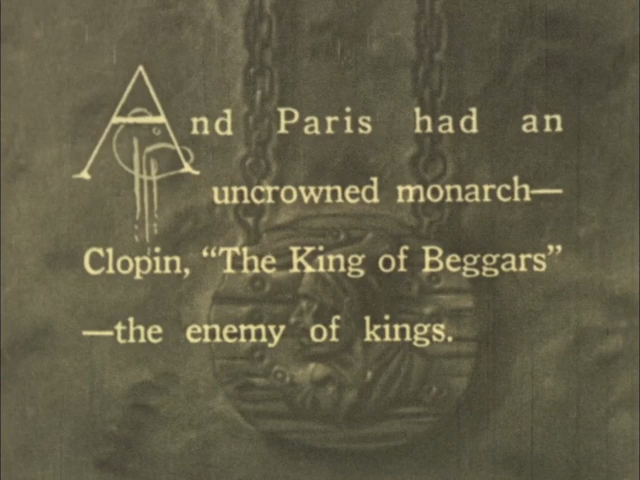 And Paris had an
uncrowned monarch—
Clopin, “The King of Beggars”
—the enemy of kings.